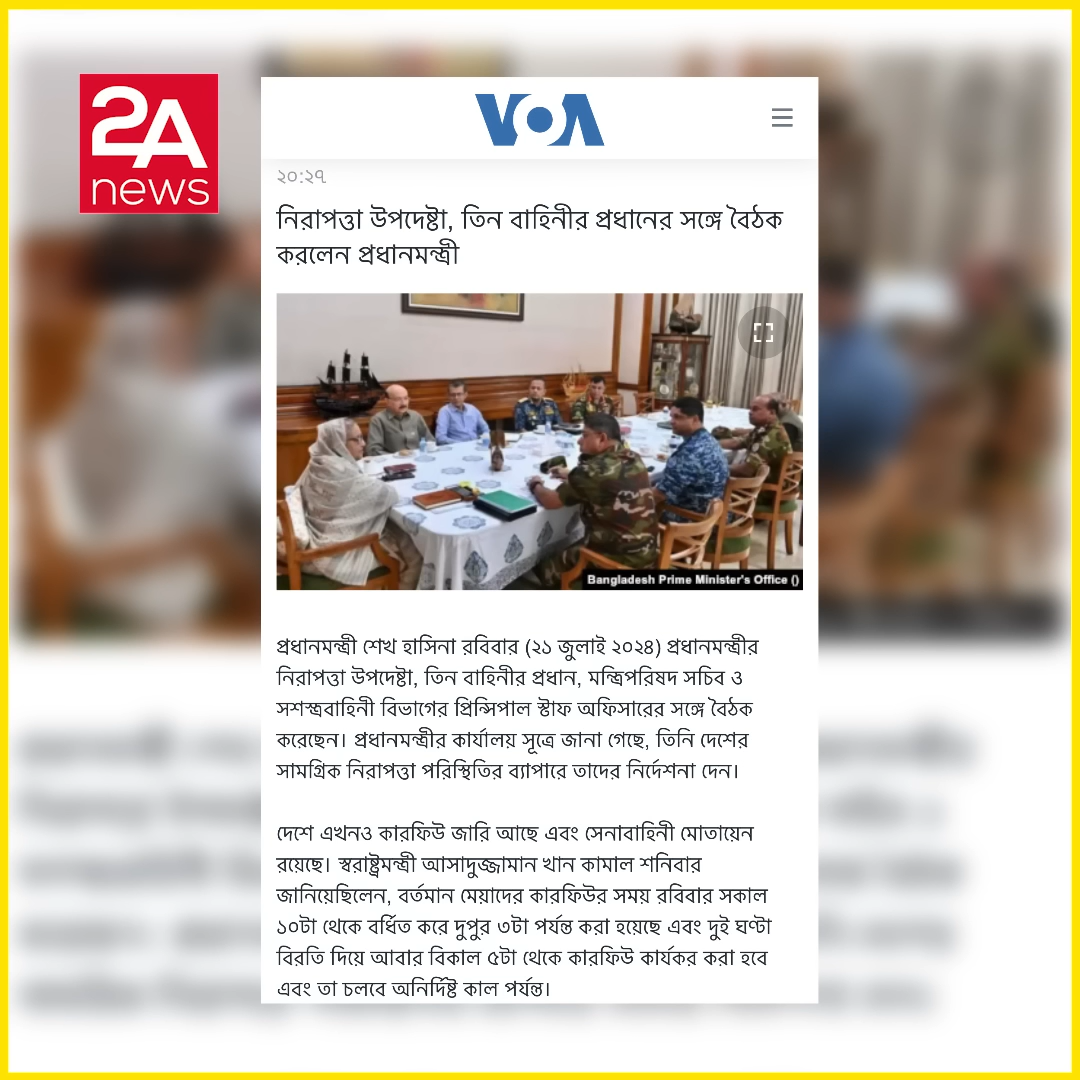 2A
news
VOA
২০:২৭
নিরাপত্তা উপদেষ্টা, তিন বাহিনীর প্রধানের সঙ্গে বৈঠক
করলেন প্রধানমন্ত্রী
Bangladesh Prime Minister's Office ()
প্রধানমন্ত্রী শেখ হাসিনা রবিবার (২১ জুলাই ২০২৪) প্রধানমন্ত্রীর
নিরাপত্তা উপদেষ্টা, তিন বাহিনীর প্রধান, মন্ত্রিপরিষদ সচিব ও
সশস্ত্রবাহিনী বিভাগের প্রিন্সিপাল স্টাফ অফিসারের সঙ্গে বৈঠক
করেছেন। প্রধানমন্ত্রীর কার্যালয় সূত্রে জানা গেছে, তিনি দেশের
সামগ্রিক নিরাপত্তা পরিস্থিতির ব্যাপারে তাদের নির্দেশনা দেন।
দেশে এখনও কারফিউ জারি আছে এবং সেনাবাহিনী মোতায়েন
রয়েছে। স্বরাষ্ট্রমন্ত্রী আসাদুজ্জামান খান কামাল শনিবার
জানিয়েছিলেন, বর্তমান মেয়াদের কারফিউর সময় রবিবার সকাল
১০টা থেকে বর্ধিত করে দুপুর ৩টা পর্যন্ত করা হয়েছে এবং দুই ঘণ্টা
বিরতি দিয়ে আবার বিকাল ৫টা থেকে কারফিউ কার্যকর করা হবে
এবং তা চলবে অনির্দিষ্ট কাল পর্যন্ত।